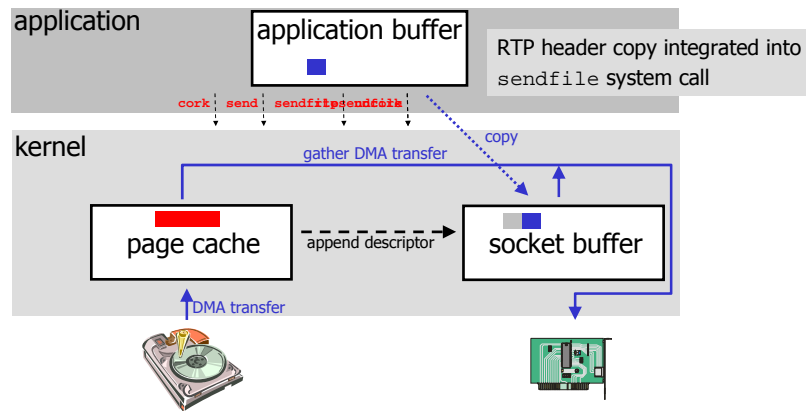 application
application buffer
RTP header copy integrated into
sendfile system call
cork send
kernel
copy
gather DMA transfer
page cache
append descriptor
socket buffer
DMA transfer